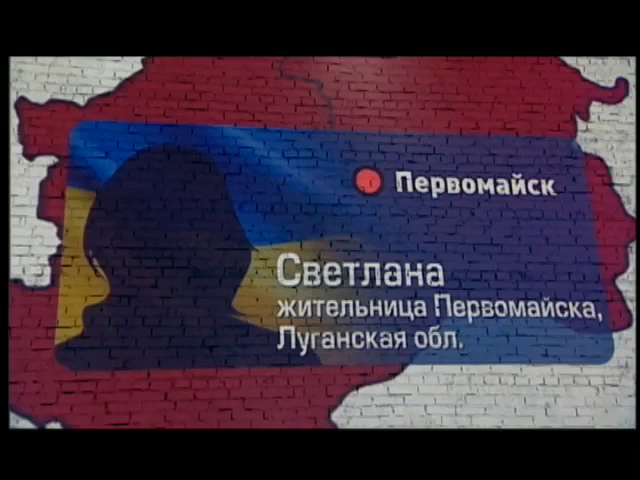 Первомайск
Светлана
жительница Первомайска,
Луганская обл.